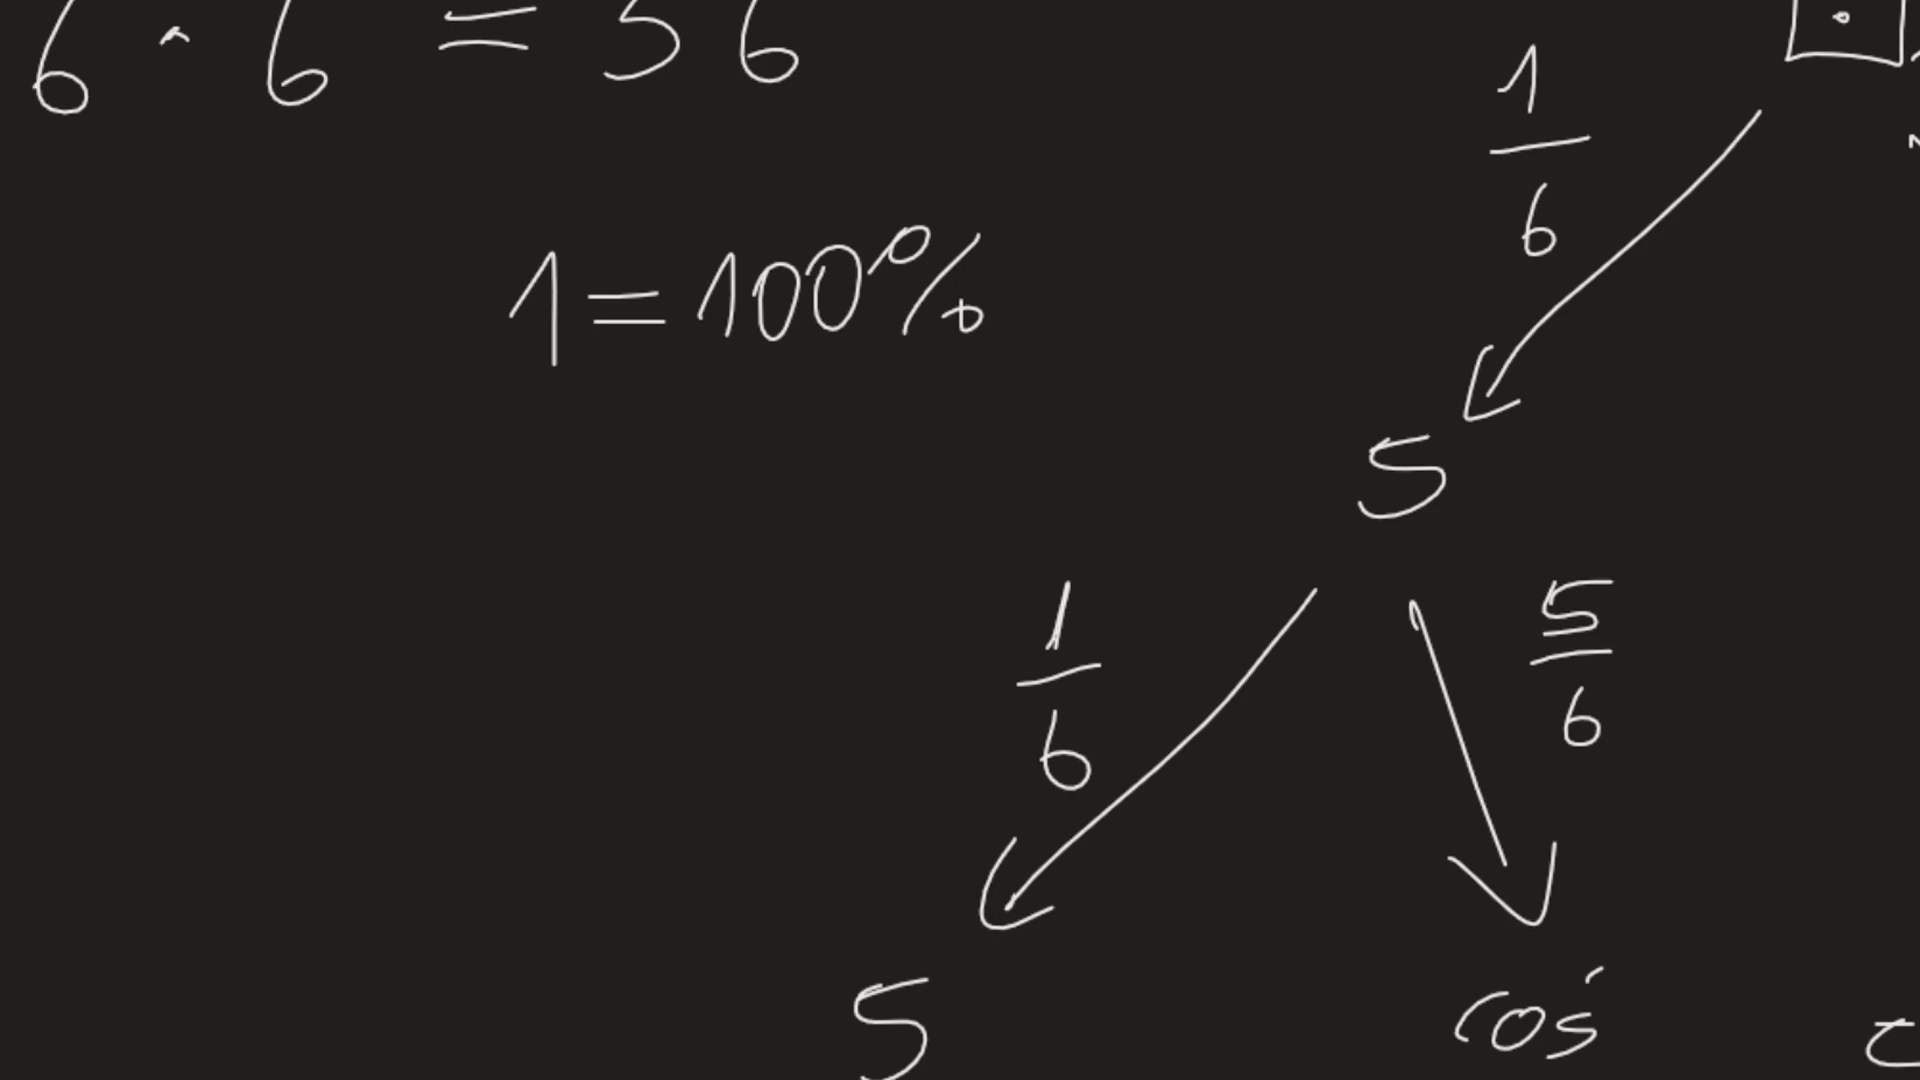 6 · 6 = 36
1 = 100%
1/6
5
1/6
5/6
5
coś